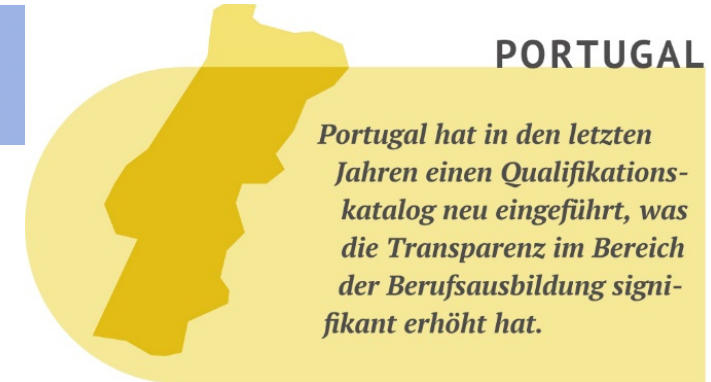 PORTUGAL
Portugal hat in den letzten
Jahren einen Qualifikations-
katalog neu eingeführt, was
die Transparenz im Bereich
der Berufsausbildung signi-
fikant erhöht hat.